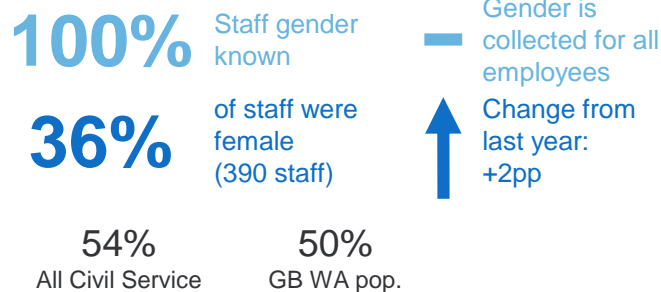 100%
Staff gender
known
Gender is
collected for all
employees
36%
of staff were
female
(390 staff)
Change from
last year:
+2pp
54%
All Civil Service
50%
GB WA pop.